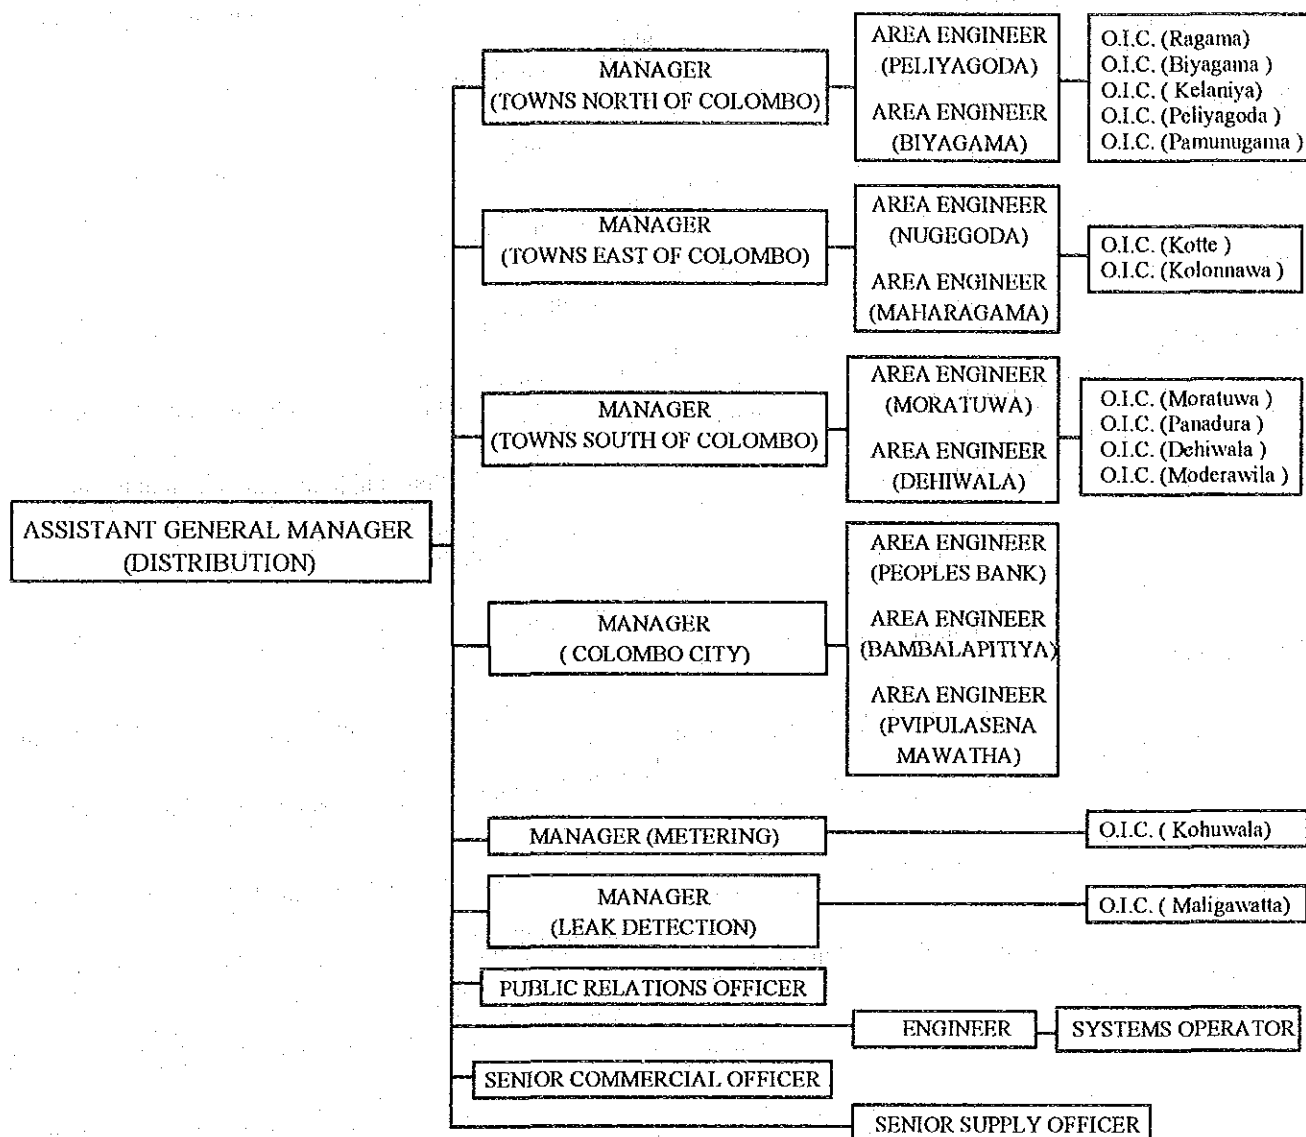 ASSISTANT GENERAL MANAGER
(DISTRIBUTION)
MANAGER
(TOWNS NORTH OF COLOMBO)
AREA ENGINEER
(PELIYAGODA)
AREA ENGINEER
(BIYAGAMA)
O.I.C. (Ragama)
O.I.C. (Biyagama )
O.I.C. ( Kelaniya)
O.I.C. (Peliyagoda )
O.I.C. (Pamunugama )
MANAGER
(TOWNS EAST OF COLOMBO)
AREA ENGINEER
(NUGEGODA)
AREA ENGINEER
(MAHARAGAMA)
O.I.C. (Kotte )
O.I.C. (Kolonnawa )
MANAGER
(TOWNS SOUTH OF COLOMBO)
AREA ENGINEER
(MORATUWA)
AREA ENGINEER
(DEHIWALA)
O.I.C. (Moratuwa )
O.I.C. (Panadura )
O.I.C. (Dehiwala )
O.I.C. (Moderawila )
MANAGER
( COLOMBO CITY)
AREA ENGINEER
(PEOPLES BANK)
AREA ENGINEER
(BAMBALAPITIYA)
AREA ENGINEER
(PVIPULASENA
MAWATHA)
MANAGER (METERING)
O.I.C. ( Kohuwala)
MANAGER
(LEAK DETECTION)
O.I.C. ( Maligawatta)
PUBLIC RELATIONS OFFICER
ENGINEER
SYSTEMS OPERATOR
SENIOR COMMERCIAL OFFICER
SENIOR SUPPLY OFFICER